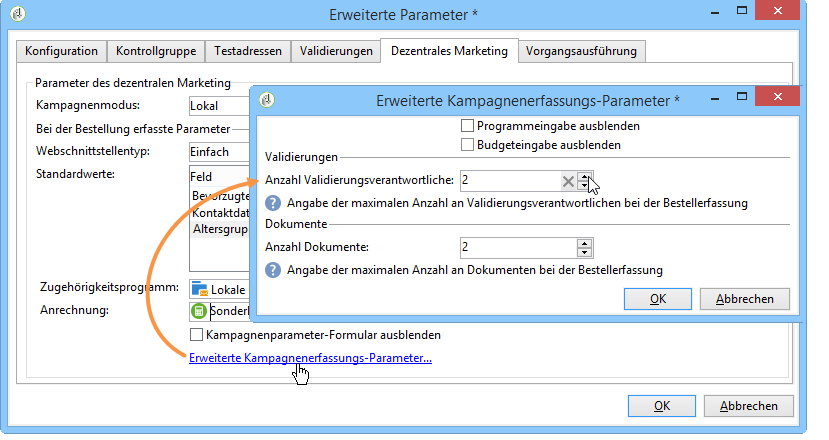 Erweiterte Parameter *
Konfiguration Kontrollgruppe Testadressen Validierungen Dezentrales Marketing Vorgangsausführung
Parameter des dezentralen Marketing
Kampagnenmodus: Lokal
Bei der Bestellung erfasste Parameter
Webschnittstellentyp: Einfach
Standardwerte: Feld
Bevorzugte
Kontaktdat
Altersgrup
Zugehörigkeitsprogramm: Lokale
Anrechnung: Sonderl
Kampagnenparameter-Formular ausblenden
Erweiterte Kampagnenerfassungs-Parameter...
OK Abbrechen
Erweiterte Kampagnenerfassungs-Parameter *
Programmeingabe ausblenden
Budgeteingabe ausblenden
Validierungen
Anzahl Validierungsverantwortliche: 2
Angabe der maximalen Anzahl an Validierungsverantwortlichen bei der Bestellerfassung
Dokumente
Anzahl Dokumente: 2
Angabe der maximalen Anzahl an Dokumenten bei der Bestellerfassung
OK Abbrechen